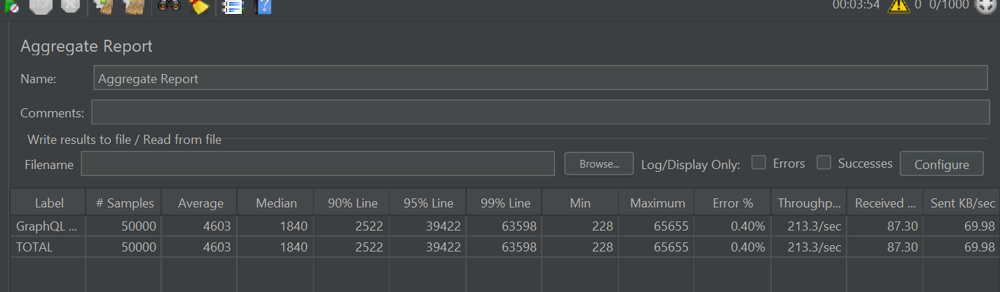 00:03:54 0 0/1000
Aggregate Report
Name: Aggregate Report
Comments:
Write results to file / Read from file
Filename Browse... Log/Display Only: Errors Successes Configure
Label # Samples Average Median 90% Line 95% Line 99% Line Min Maximum Error % Throughp... Received ... Sent KB/sec
GraphQL ... 50000 4603 1840 2522 39422 63598 228 65655 0.40% 213.3/sec 87.30 69.98
TOTAL 50000 4603 1840 2522 39422 63598 228 65655 0.40% 213.3/sec 87.30 69.98